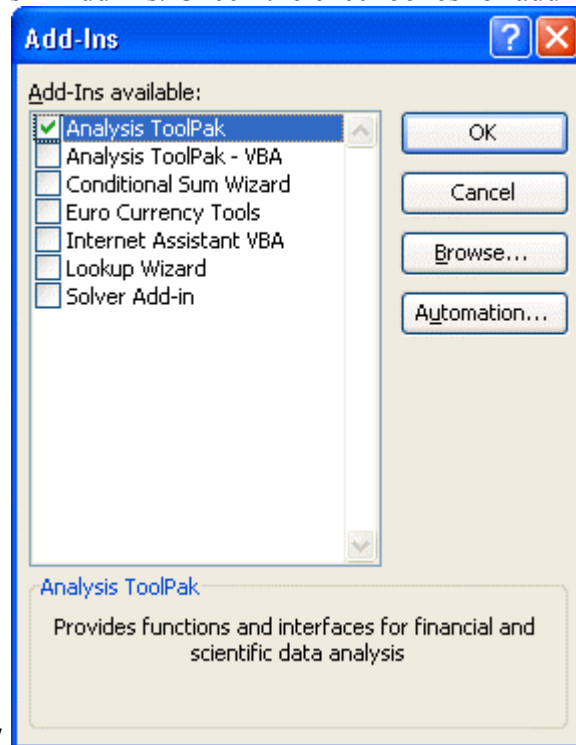 Add-Ins
Add-Ins available:
Analysis ToolPak
Analysis ToolPak - VBA
Conditional Sum Wizard
Euro Currency Tools
Internet Assistant VBA
Lookup Wizard
Solver Add-in
OK
Cancel
Browse...
Automation...
Analysis ToolPak
Provides functions and interfaces for financial and
scientific data analysis